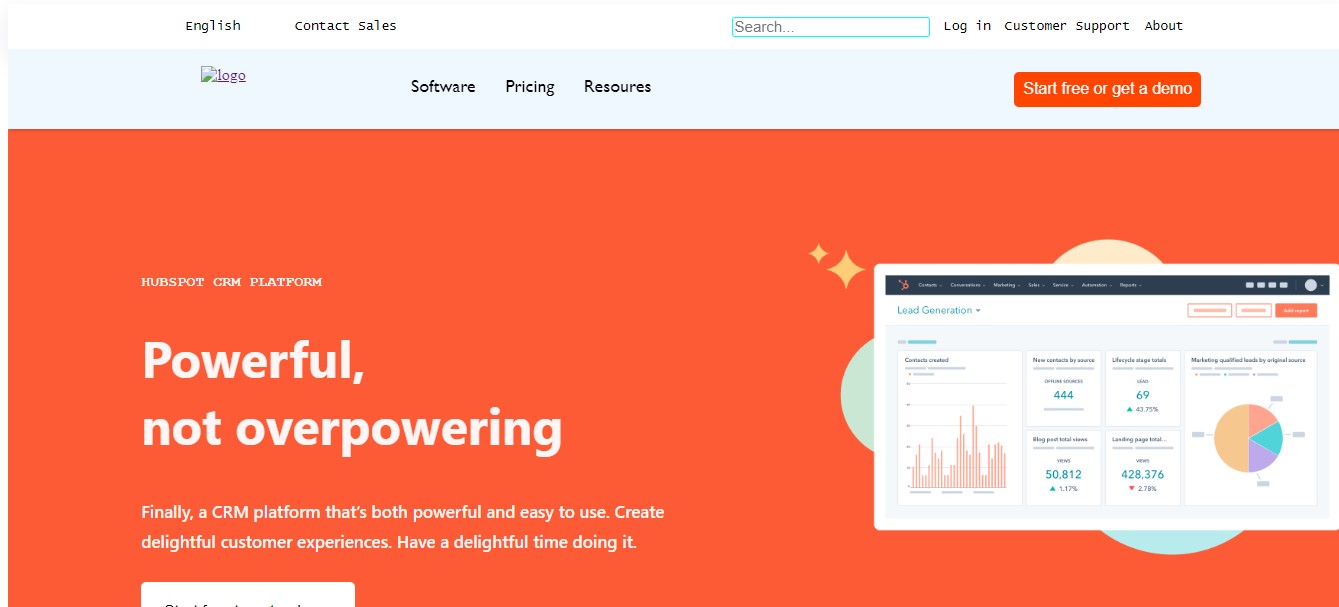 English
Contact Sales
Search...
Log in
Customer Support
About
logo
Software
Pricing
Resoures
Start free or get a demo
HUBSPOT CRM PLATFORM
Powerful,
not overpowering
Finally, a CRM platform that's both powerful and easy to use. Create
delightful customer experiences. Have a delightful time doing it.
Contacts
Conversations
Marketing
Sales
Service
Automation
Reports
Lead Generation
Add report
Contacts created
New contacts by source
OFFLINE SOURCES
444
Lifecycle stage totals
LEAD
69
43.75%
Marketing qualified leads by original source
Blog post total views
VIEWS
50,812
1.17%
Landing page total...
VIEWS
428,376
2.78%